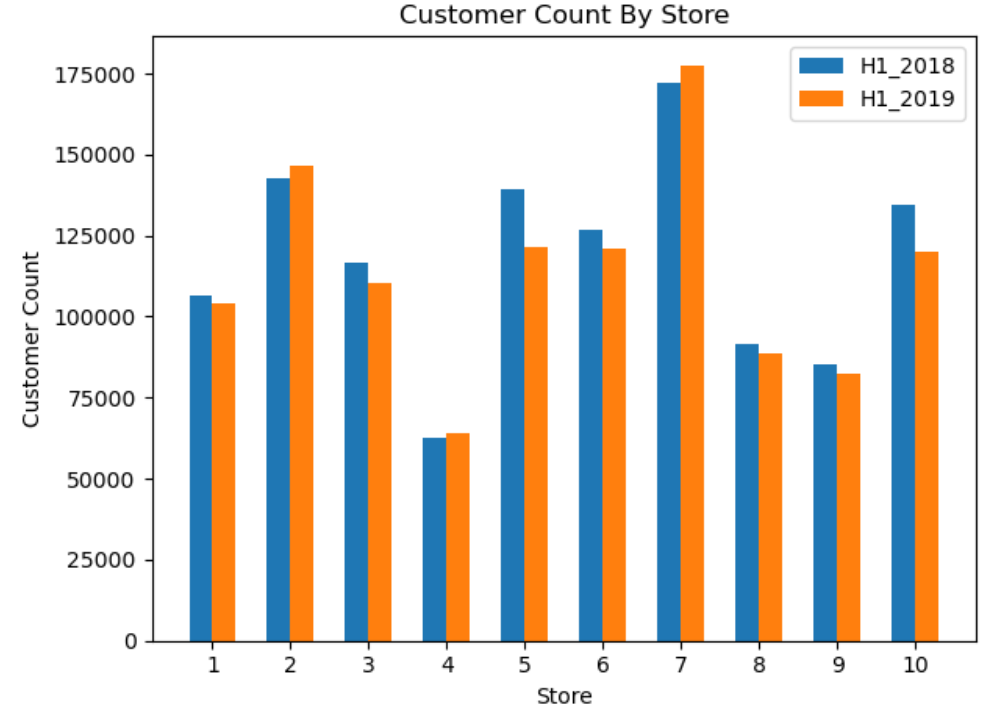 Customer Count By Store
H1_2018
H1_2019
Customer Count
175000
150000
125000
100000
75000
50000
25000
0
1 2 3 4 5 6 7 8 9 10
Store